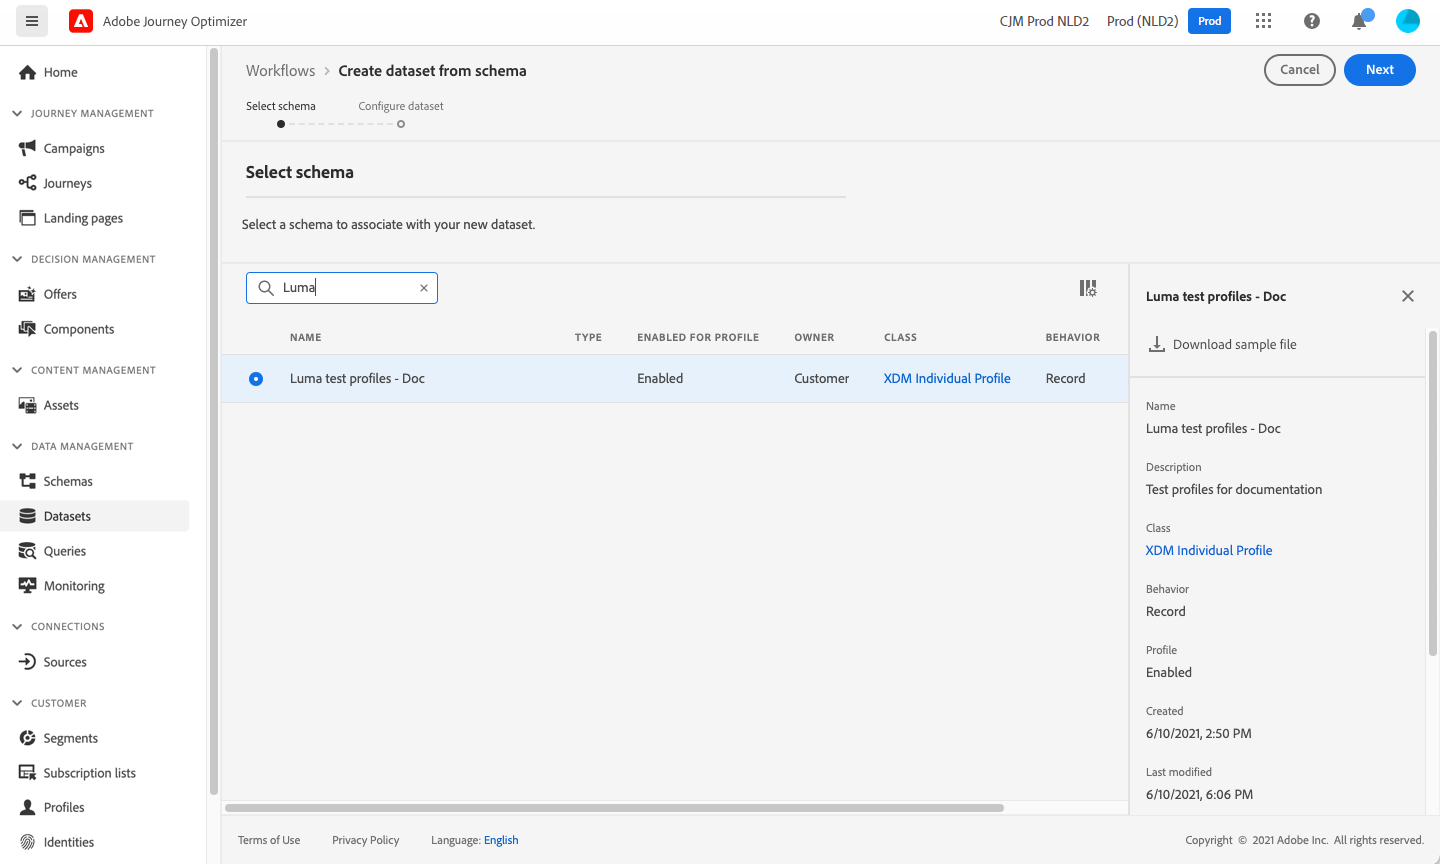 Adobe Journey Optimizer
CJM Prod NLD2
Prod (NLD2)
Prod
Home
JOURNEY MANAGEMENT
Campaigns
Journeys
Landing pages
DECISION MANAGEMENT
Offers
Components
CONTENT MANAGEMENT
Assets
DATA MANAGEMENT
Schemas
Datasets
Queries
Monitoring
CONNECTIONS
Sources
CUSTOMER
Segments
Subscription lists
Profiles
Identities
Workflows > Create dataset from schema
Cancel
Next
Select schema
Configure dataset
Select schema
Select a schema to associate with your new dataset.
Luma
NAME TYPE ENABLED FOR PROFILE OWNER CLASS BEHAVIOR
Luma test profiles - Doc Enabled Customer XDM Individual Profile Record
Luma test profiles - Doc
Download sample file
Name
Luma test profiles - Doc
Description
Test profiles for documentation
Class
XDM Individual Profile
Behavior
Record
Profile
Enabled
Created
6/10/2021, 2:50 PM
Last modified
6/10/2021, 6:06 PM
Terms of Use Privacy Policy Language: English
Copyright © 2021 Adobe Inc. All rights reserved.